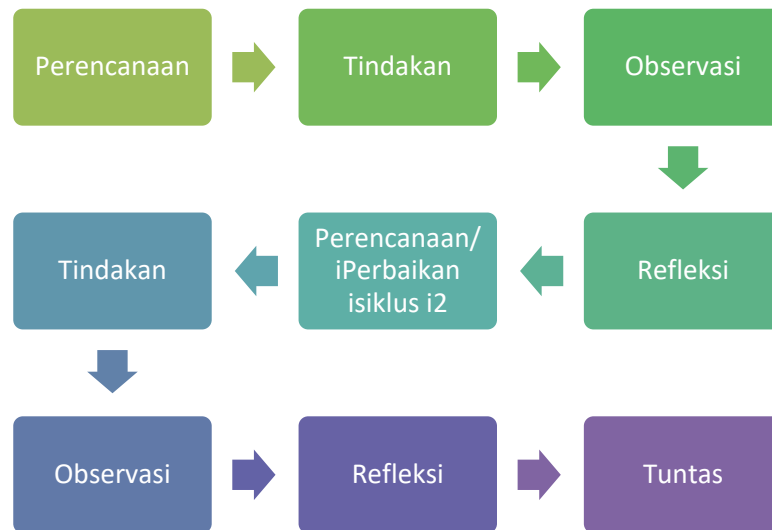 Perencanaan
Tindakan
Observasi
Refleksi
Perencanaan/
iPerbaikan
isiklus i2
Tindakan
Observasi
Refleksi
Tuntas